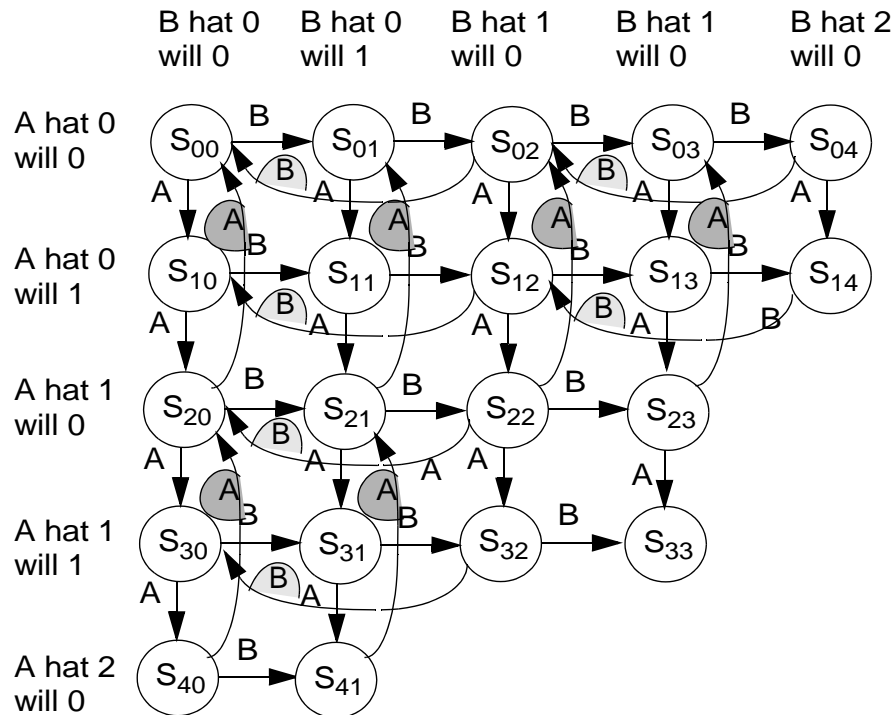 B hat 0 B hat 0 B hat 1 B hat 1 B hat 2
will 0 will 1 will 0 will 0 will 0
A hat 0
will 0
S00 B S01 B S02 B S03 B S04
B B
A A A A A
A A A A
A hat 0
will 1
B B B B
S10 S11 S12 S13 S14
B B B
A A A A
A hat 1
will 0
S20 B S21 B S22 B S23
B
A A A A A
A A
A hat 1
will 1
B B B
S30 S31 S32 S33
B
A A
A hat 2
will 0
S40 B S41